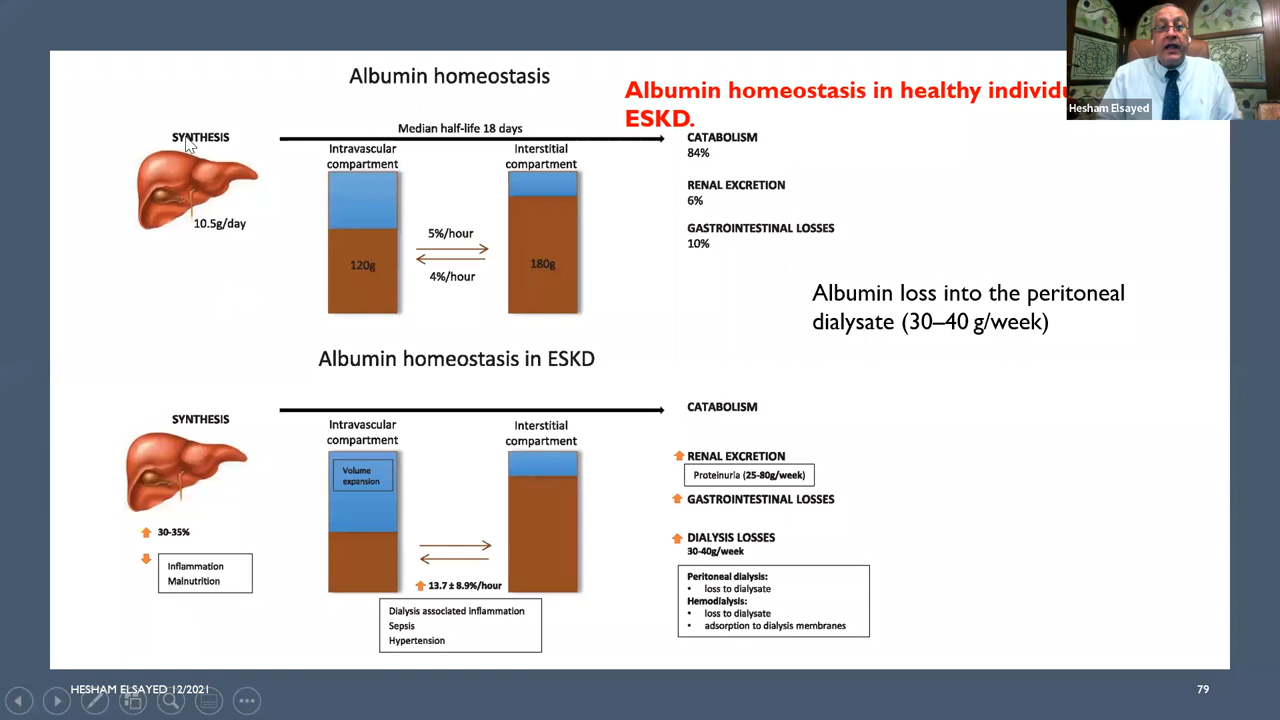 Albumin homeostasis
Albumin homeostasis in healthy
ESKD.
Hesham Elsayed
Median half-life 18 days
SYNTHESIS
10.5g/day
Intravascular
compartment
Interstitial
compartment
120g
5%/hour
4%/hour
180g
CATABOLISM
84%
RENAL EXCRETION
6%
GASTROINTESTINAL LOSSES
10%
Albumin loss into the peritoneal
dialysate (30–40 g/week)
Albumin homeostasis in ESKD
SYNTHESIS
30-35%
Inflammation
Malnutrition
Intravascular
compartment
Interstitial
compartment
Volume
expansion
13.7 ± 8.9%/hour
Dialysis associated inflammation
Sepsis
Hypertension
CATABOLISM
RENAL EXCRETION
Proteinuria (25-80g/week)
GASTROINTESTINAL LOSSES
DIALYSIS LOSSES
30-40g/week
Peritoneal dialysis:
• loss to dialysate
Hemodialysis:
• loss to dialysate
• adsorption to dialysis membranes
HESHAM ELSAYED 12/2021
79